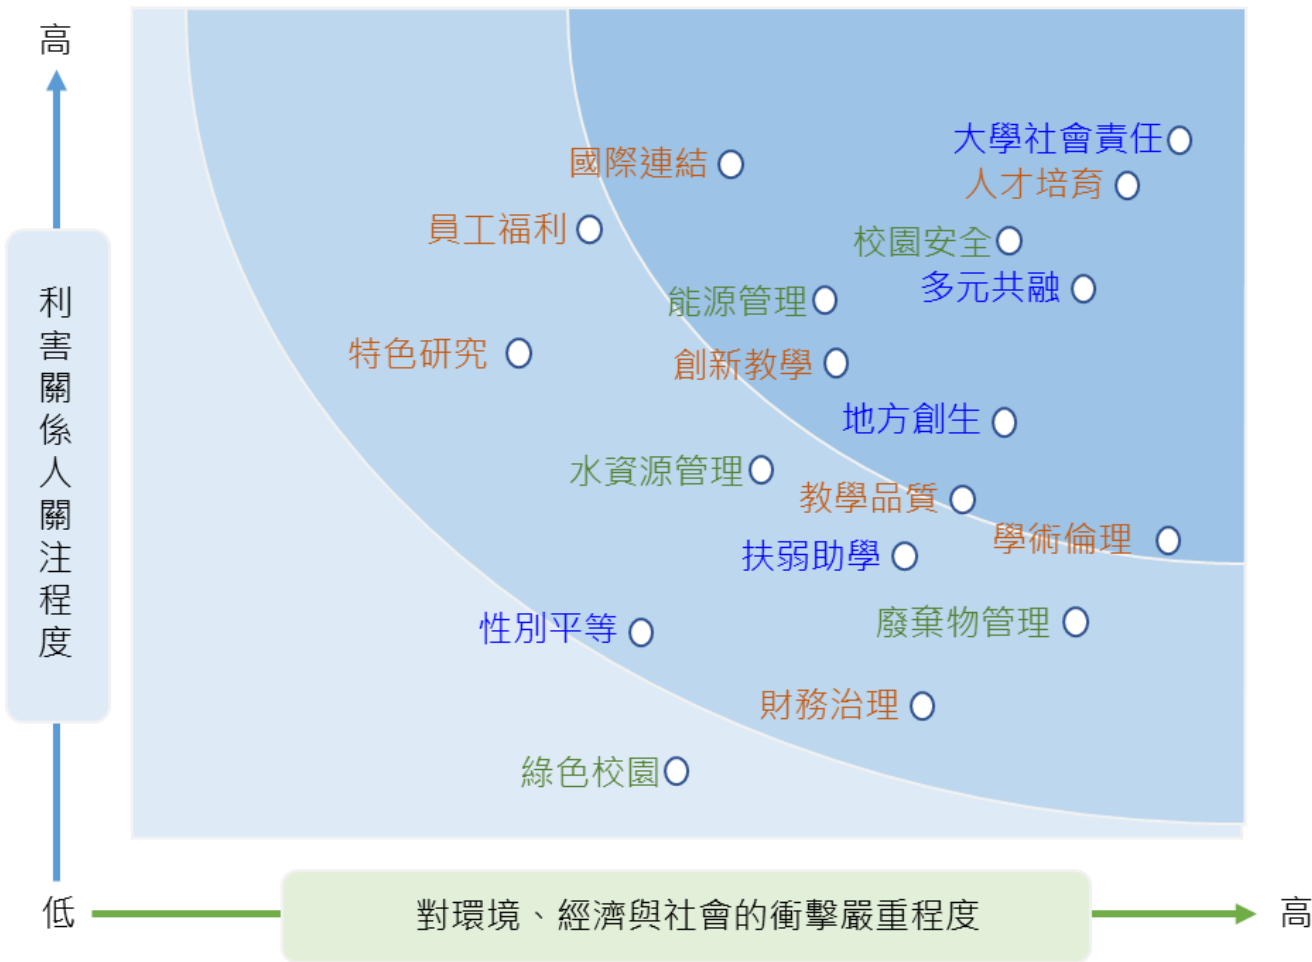 高
利害關係人關注程度
大學社會責任
國際連結
人才培育
員工福利
校園安全
多元共融
能源管理
特色研究
創新教學
地方創生
水資源管理
教學品質
學術倫理
扶弱助學
性別平等
廢棄物管理
財務治理
綠色校園
低
對環境、經濟與社會的衝擊嚴重程度
高